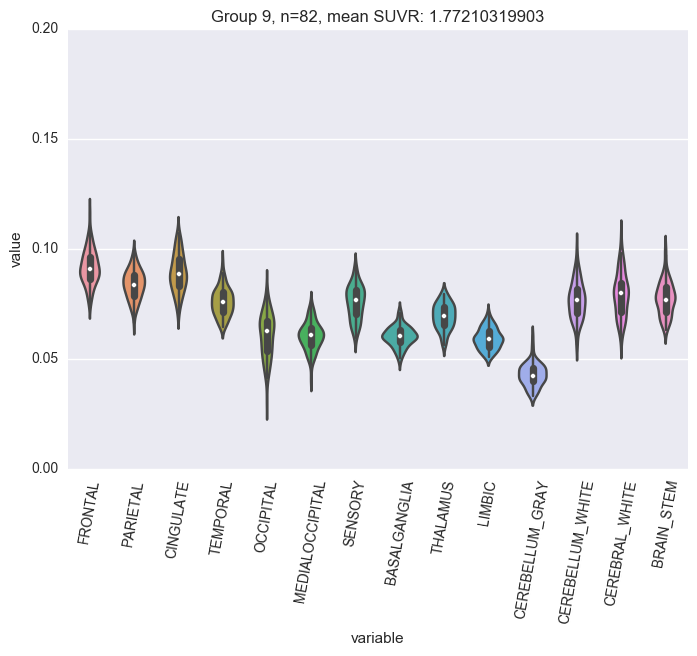 Group 9, n=82, mean SUVR: 1.77210319903
0.20
0.15
0.10
0.05
0.00
value
FRONTAL
PARIETAL
CINGULATE
TEMPORAL
OCCIPITAL
MEDIALOCCIPITAL
SENSORY
BASALGANGLIA
THALAMUS
LIMBIC
CEREBELLUM_GRAY
CEREBELLUM_WHITE
CEREBRAL_WHITE
BRAIN_STEM
variable